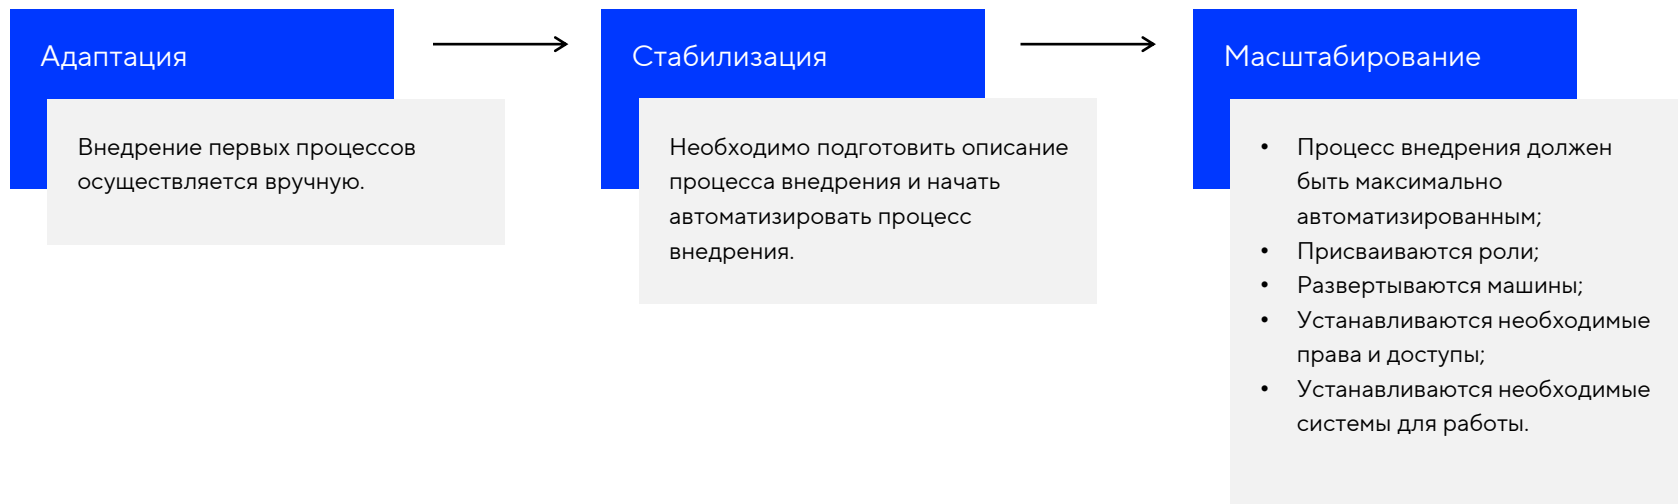 Адаптация
Внедрение первых процессов
осуществляется вручную.
Стабилизация
Необходимо подготовить описание
процесса внедрения и начать
автоматизировать процесс
внедрения.
Масштабирование
• Процесс внедрения должен
быть максимально
автоматизированным;
• Присваиваются роли;
• Развертываются машины;
• Устанавливаются необходимые
права и доступы;
• Устанавливаются необходимые
системы для работы.